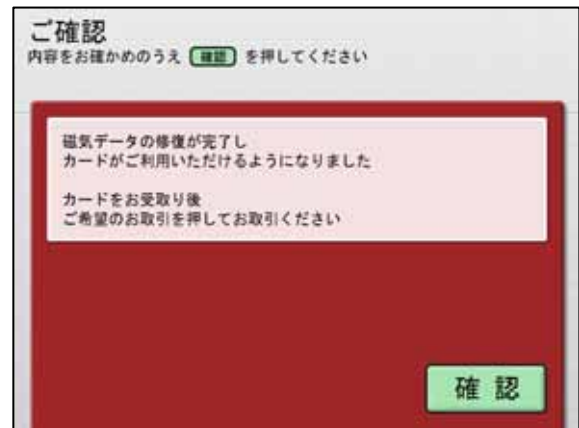 ご確認
内容をお確かめのうえ 確認 を押してください
磁気データの修復が完了し
カードがご利用いただけるようになりました
カードをお受取り後
ご希望のお取引を押してお取引ください
確認